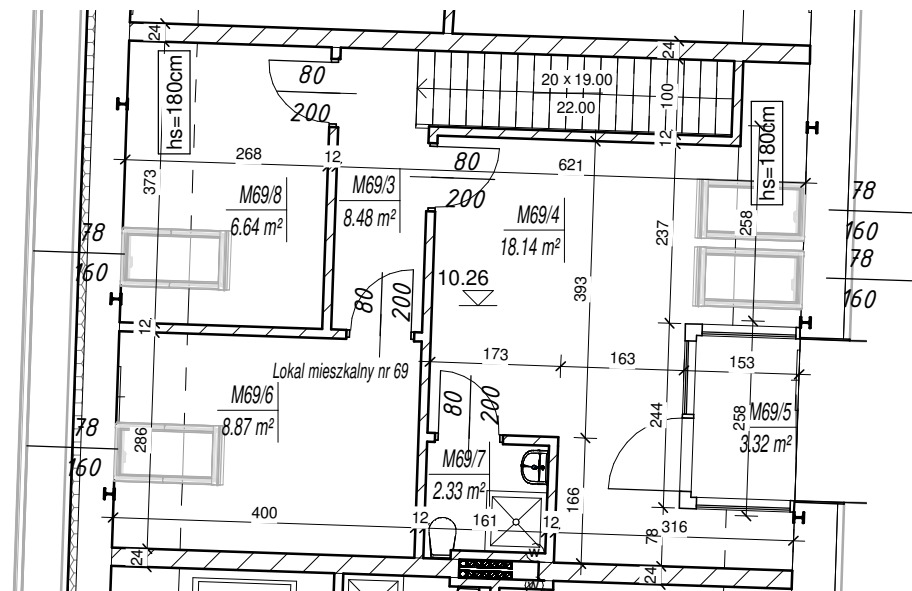 24
24
80
200
20 x 19.00
22.00
100
12
hs=180cm
hs=180cm
268
12
373
M69/8
6.64 m²
M69/3
8.48 m²
80
200
621
M69/4
18.14 m²
237
258
78
160
78
160
78
160
80
200
10.26
393
12
Lokal mieszkalny nr 69
173
163
153
M69/6
8.87 m²
80
200
244
258
M69/5
3.32 m²
78
160
286
M69/7
2.33 m²
166
400
12
161
12
316
78
24
24